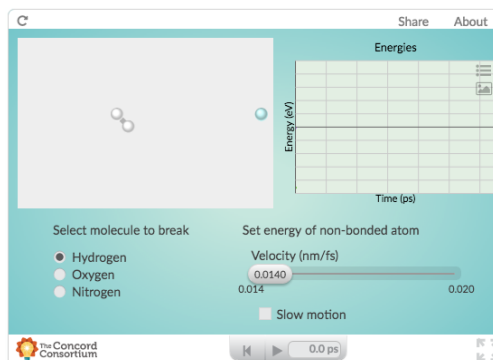 Share About
Energies
Energy (eV)
Time (ps)
Select molecule to break
Hydrogen
Oxygen
Nitrogen
Set energy of non-bonded atom
Velocity (nm/fs)
0.0140
0.014 0.020
Slow motion
The Concord
Consortium
0.0 ps